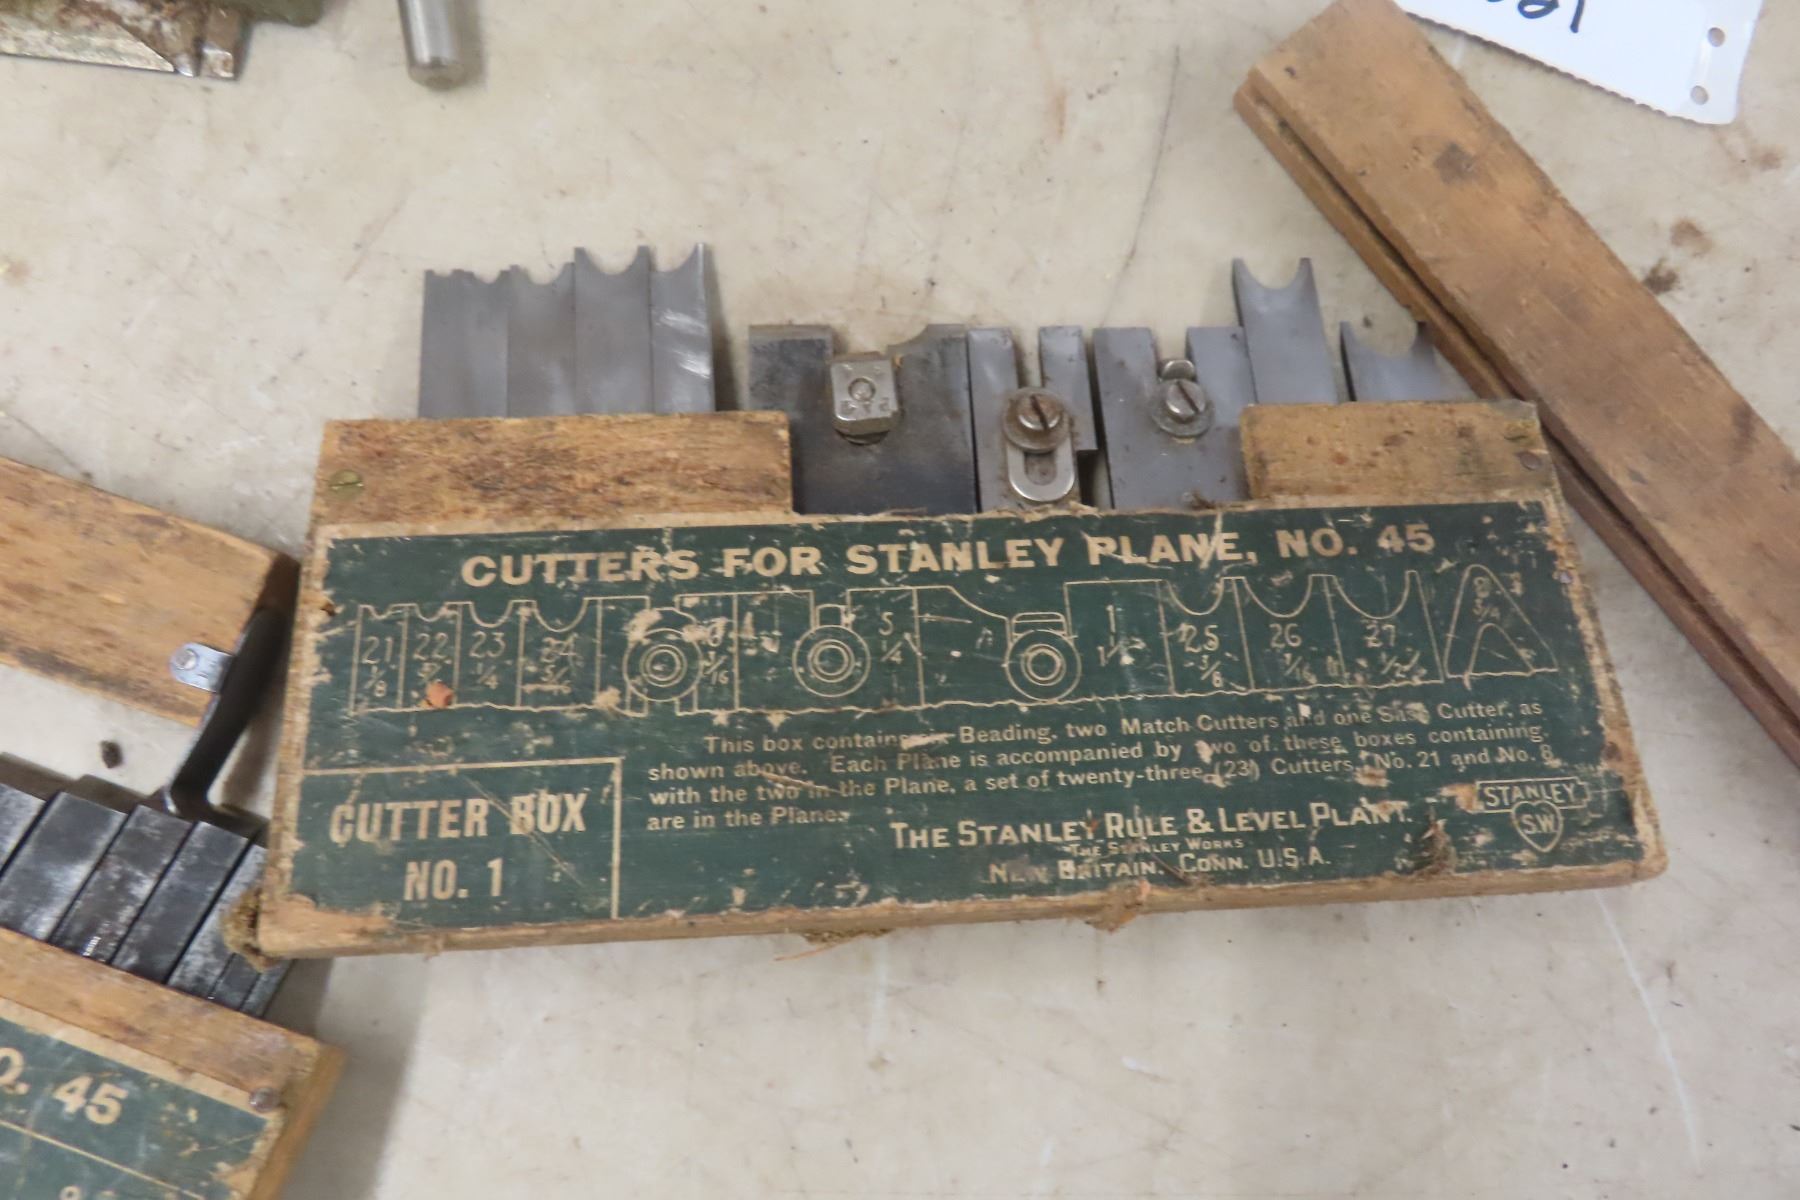 CUTTERS FOR STANLEY PLANE, NO. 45
21 22 23 24 5 1 25 26 27 8
1/8 1/4 5/16 3/16 1/4 3/8 7/16 1/2 3/4
This box contains Beading, two Match Cutters and one Sash Cutter, as
shown above. Each Plane is accompanied by two of these boxes containing,
with the two in the Plane, a set of twenty-three (23) Cutters, No. 21 and No. 8,
are in the Plane.
CUTTER BOX
NO. 1
THE STANLEY RULE & LEVEL PLANT.
THE STANLEY WORKS
NEW BRITAIN, CONN. U.S.A.
STANLEY
S.W.
O. 45